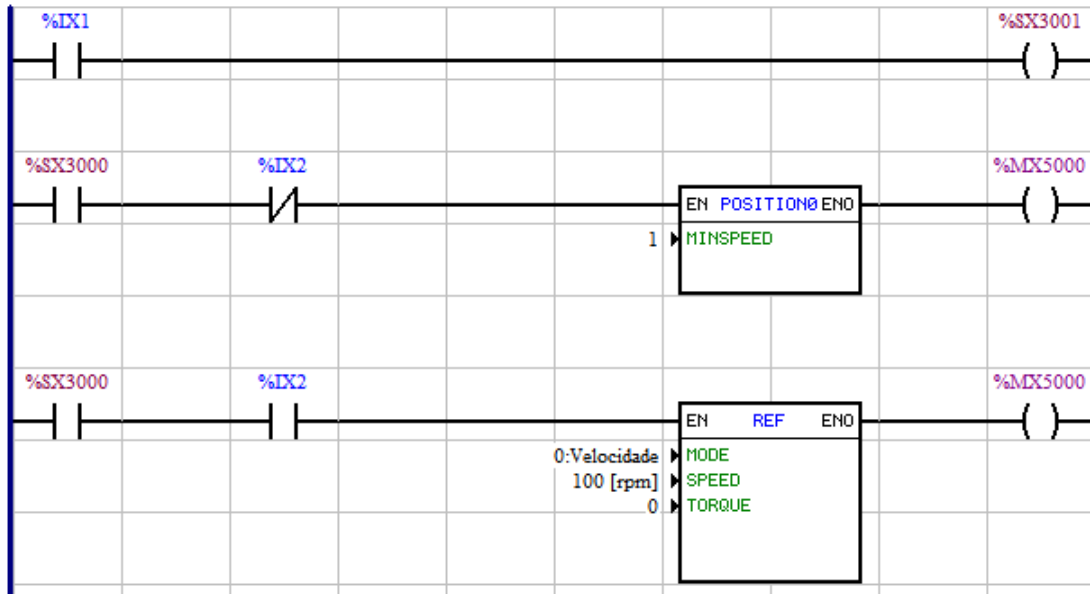 %IX1 %SX3001
%SX3000 %IX2 %MX5000
EN POSITION0 ENO
1 MINSPEED
%SX3000 %IX2 %MX5000
EN REF ENO
0:Velocidade MODE
100 [rpm] SPEED
0 TORQUE